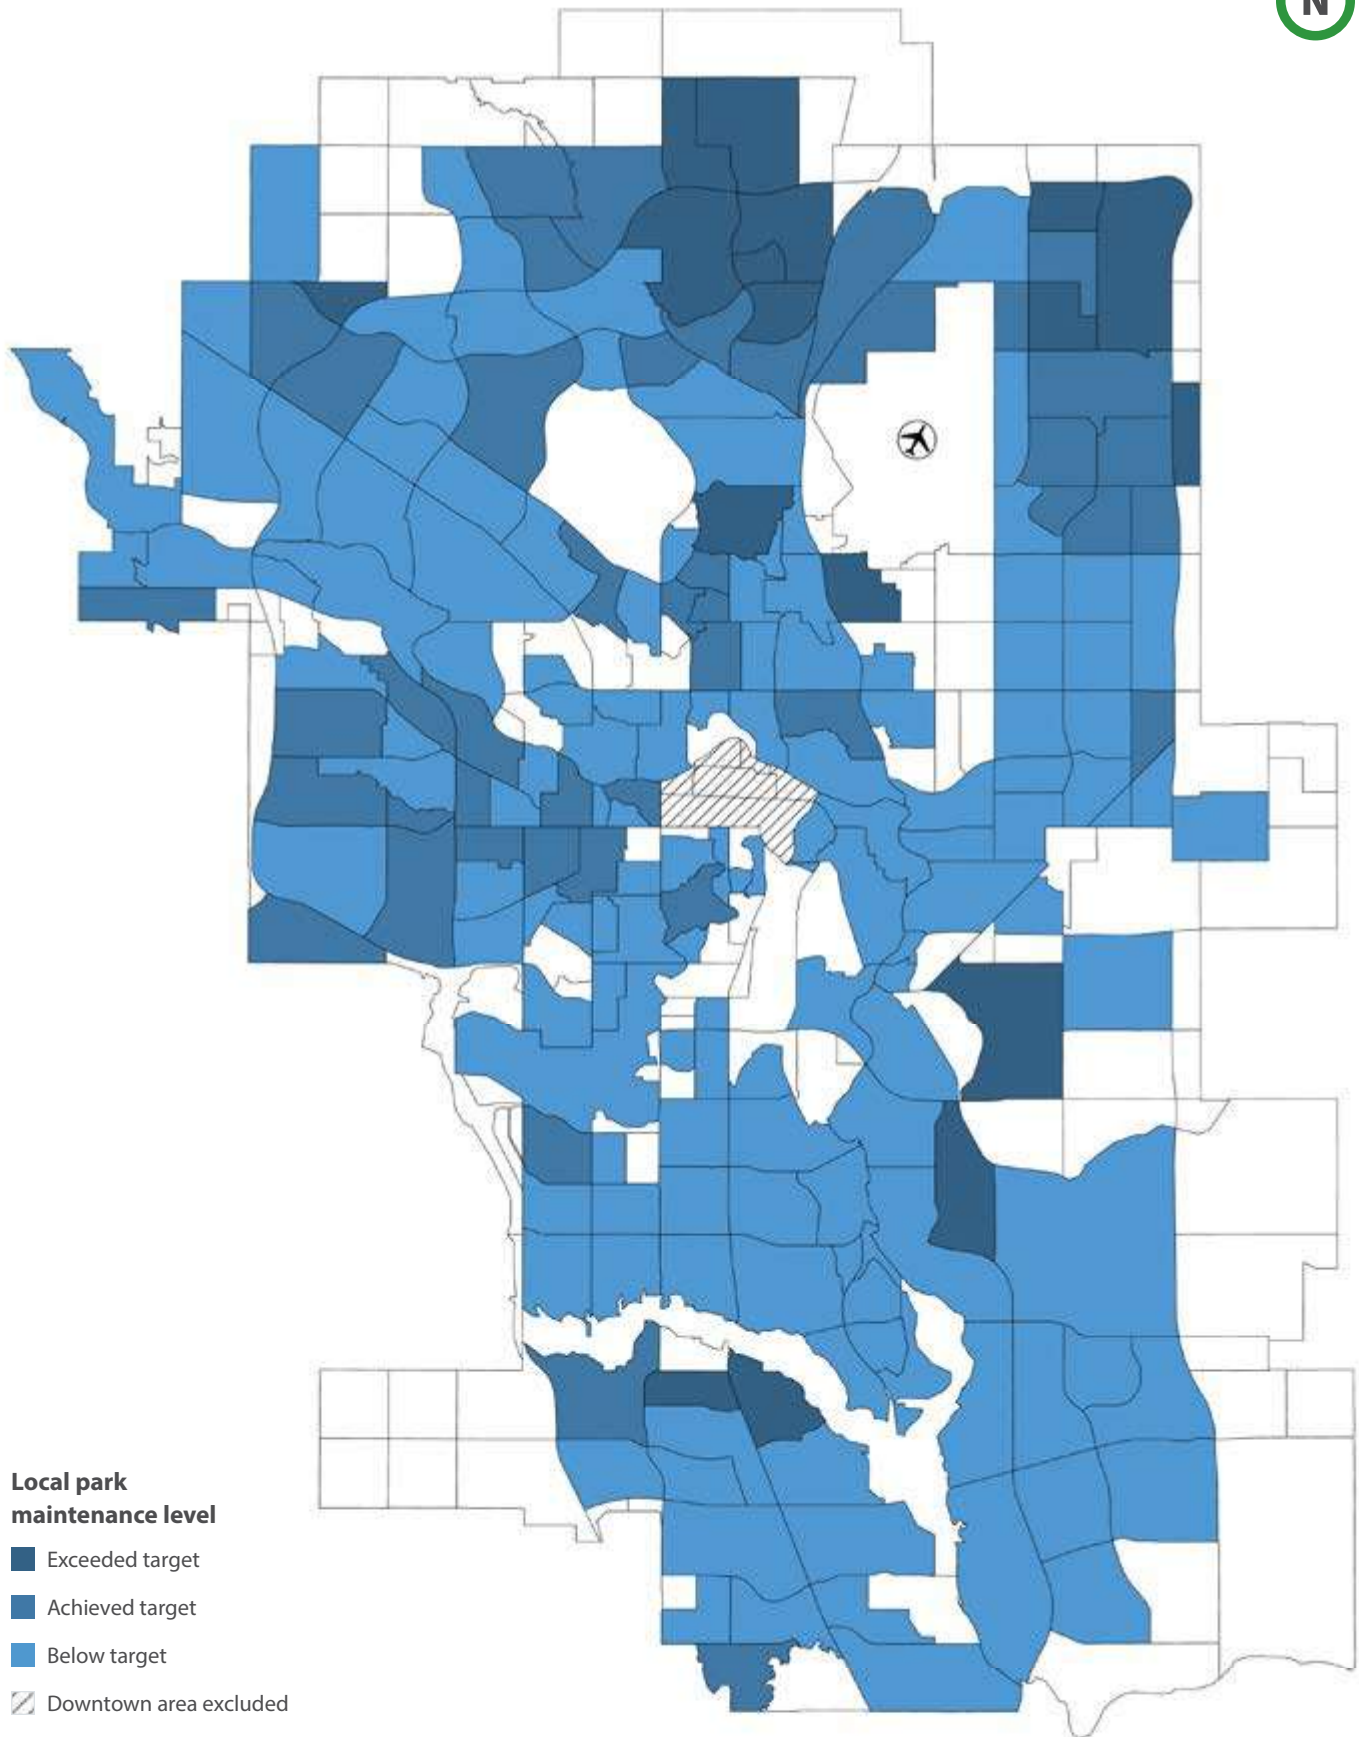 N
Local park
maintenance level
Exceeded target
Achieved target
Below target
Downtown area excluded